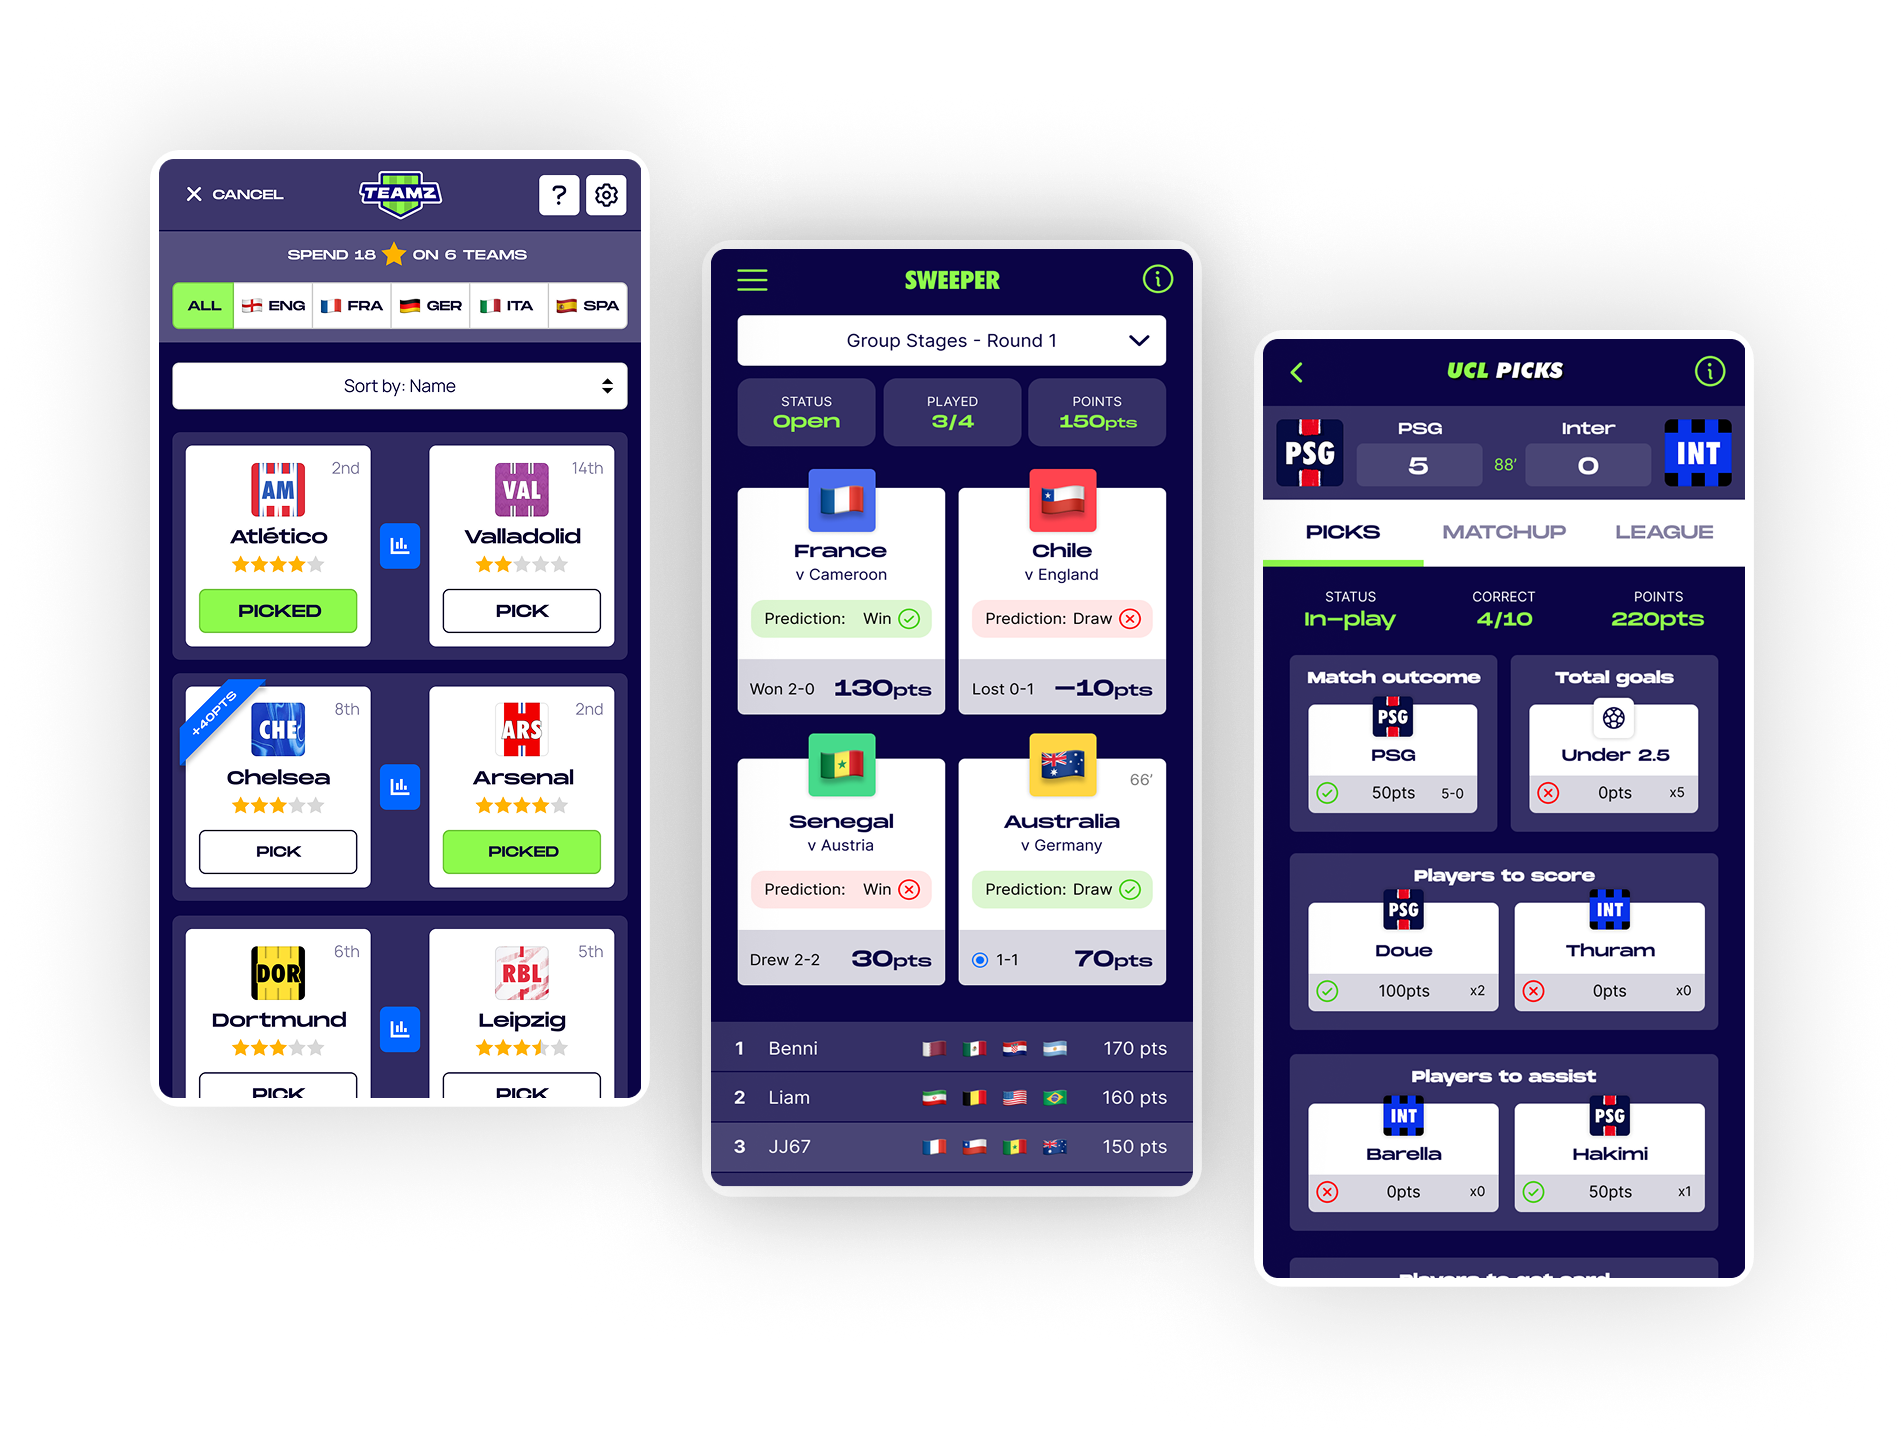 CANCEL
TEAMZ
?
SPEND 18 ON 6 TEAMS
ALL ENG FRA GER ITA SPA
Sort by: Name
2nd
AM
Atlético
PICKED
14th
VAL
Valladolid
PICK
+40PTS
8th
CHE
Chelsea
PICK
2nd
ARS
Arsenal
PICKED
6th
DOR
Dortmund
PICK
5th
RBL
Leipzig
PICK
SWEEPER
Group Stages - Round 1
STATUS
Open
PLAYED
3/4
POINTS
150pts
France
v Cameroon
Prediction: Win
Won 2-0 130pts
Chile
v England
Prediction: Draw
Lost 0-1 -10pts
Senegal
v Austria
Prediction: Win
Drew 2-2 30pts
66'
Australia
v Germany
Prediction: Draw
1-1 70pts
1 Benni 170 pts
2 Liam 160 pts
3 JJ67 150 pts
UCL PICKS
PSG
PSG
5
88'
Inter
0
INT
PICKS MATCHUP LEAGUE
STATUS
In-play
CORRECT
4/10
POINTS
220pts
Match outcome
PSG
PSG
50pts 5-0
Total goals
Under 2.5
0pts x5
Players to score
PSG
Doue
100pts x2
INT
Thuram
0pts x0
Players to assist
INT
Barella
0pts x0
PSG
Hakimi
50pts x1
Players to get card